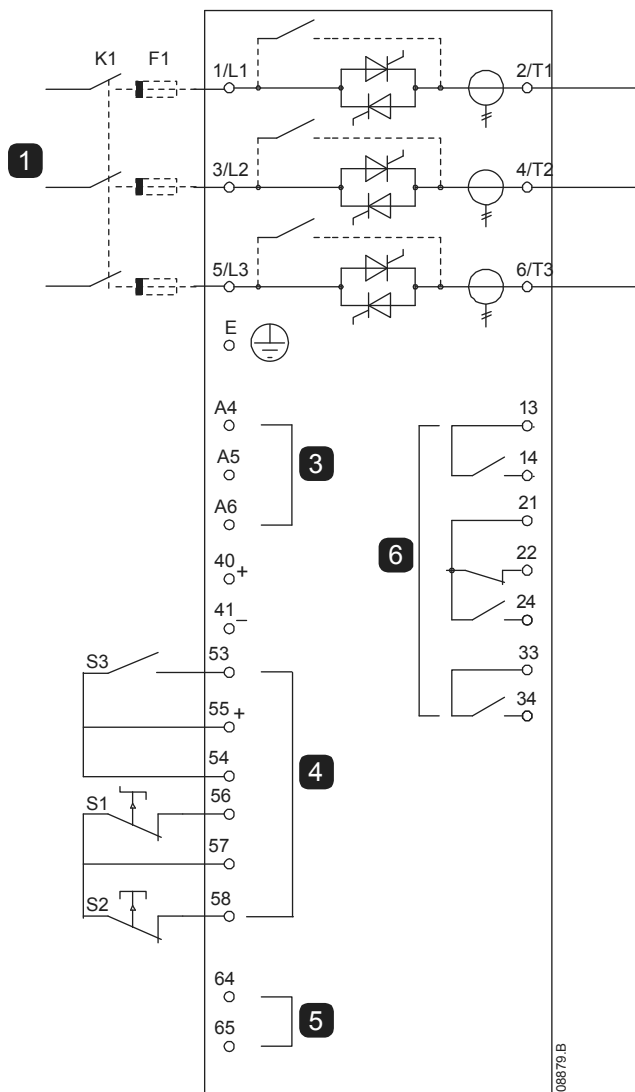 K1 F1
1/L1 2/T1
1
3/L2 4/T2
5/L3 6/T3
E
A4 13
3
A5 14
A6 21
6
40 + 22
41 – 24
S3 53 33
55 + 34
4
54
S1 56
57
S2 58
64
5
65
08879.B